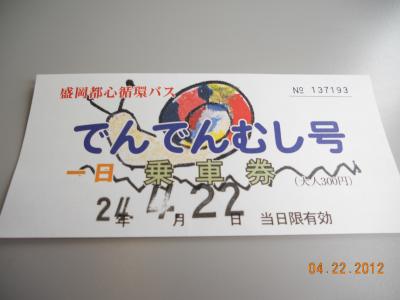 盛岡都心循環バス
№ 137193
でんでんむし号
一日 乗車券
(大人300円)
24年 4月 22日 当日限有効
04.22.2012